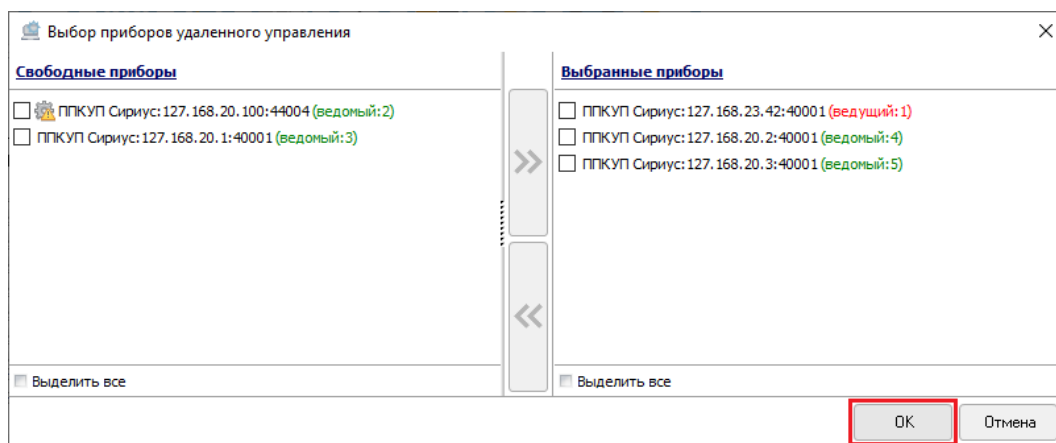 Выбор приборов удаленного управления
Свободные приборы
ППКУП Сириус:127.168.20.100:44004 (ведомый:2)
ППКУП Сириус:127.168.20.1:40001 (ведомый:3)
Выделить все
Выбранные приборы
ППКУП Сириус:127.168.23.42:40001 (ведущий:1)
ППКУП Сириус:127.168.20.2:40001 (ведомый:4)
ППКУП Сириус:127.168.20.3:40001 (ведомый:5)
Выделить все
OK
Отмена